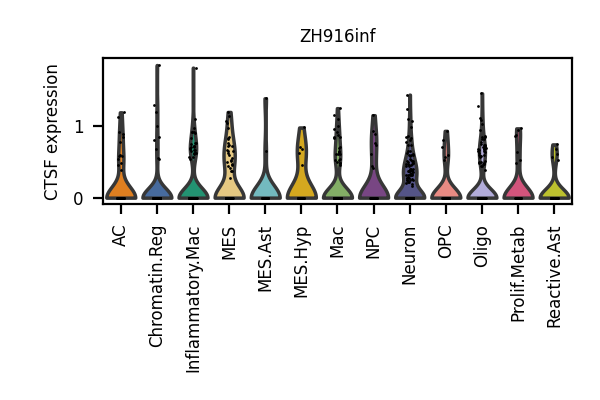 ZH916inf
CTSF expression
1
0
AC
Chromatin.Reg
Inflammatory.Mac
MES
MES.Ast
MES.Hyp
Mac
NPC
Neuron
OPC
Oligo
Prolif.Metab
Reactive.Ast